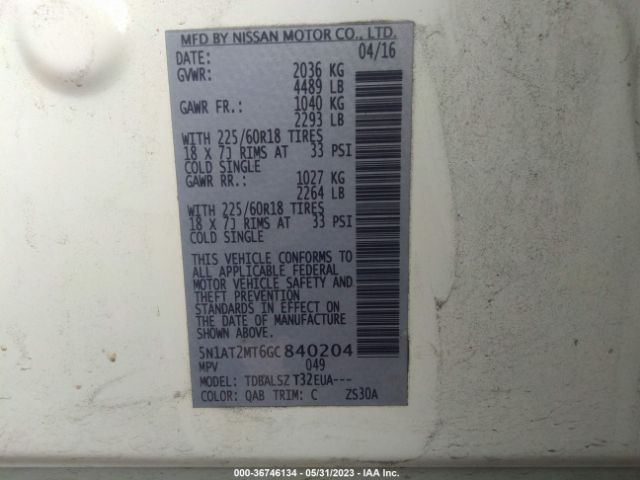 MFD BY NISSAN MOTOR CO., LTD.
DATE: 04/16
GVWR: 2036 KG
4489 LB
GAWR FR.: 1040 KG
2293 LB
WITH 225/60R18 TIRES
18 X 7J RIMS AT 33 PSI
COLD SINGLE
GAWR RR.: 1027 KG
2264 LB
WITH 225/60R18 TIRES
18 X 7J RIMS AT 33 PSI
COLD SINGLE
THIS VEHICLE CONFORMS TO
ALL APPLICABLE FEDERAL
MOTOR VEHICLE SAFETY AND
THEFT PREVENTION
STANDARDS IN EFFECT ON
THE DATE OF MANUFACTURE
SHOWN ABOVE.
5N1AT2MT6GC840204
MPV 049
MODEL: TDBALSZ T32EUA---
COLOR: QAB TRIM: C ZS30A
000-36746134 - 05/31/2023 - IAA Inc.